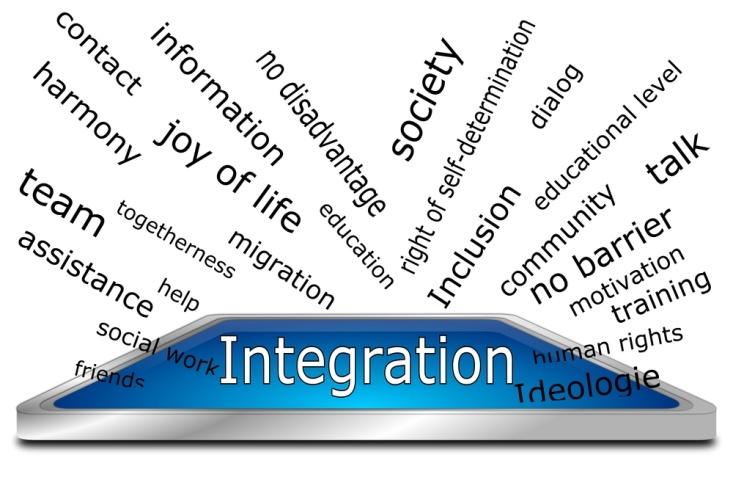 contact
information
no disadvantage
society
right of self-determination
dialog
educational level
talk
harmony
joy of life
education
Inclusion
community
no barrier
team
togetherness
migration
motivation
training
assistance
help
human rights
social work
friends
Integration
Ideologie